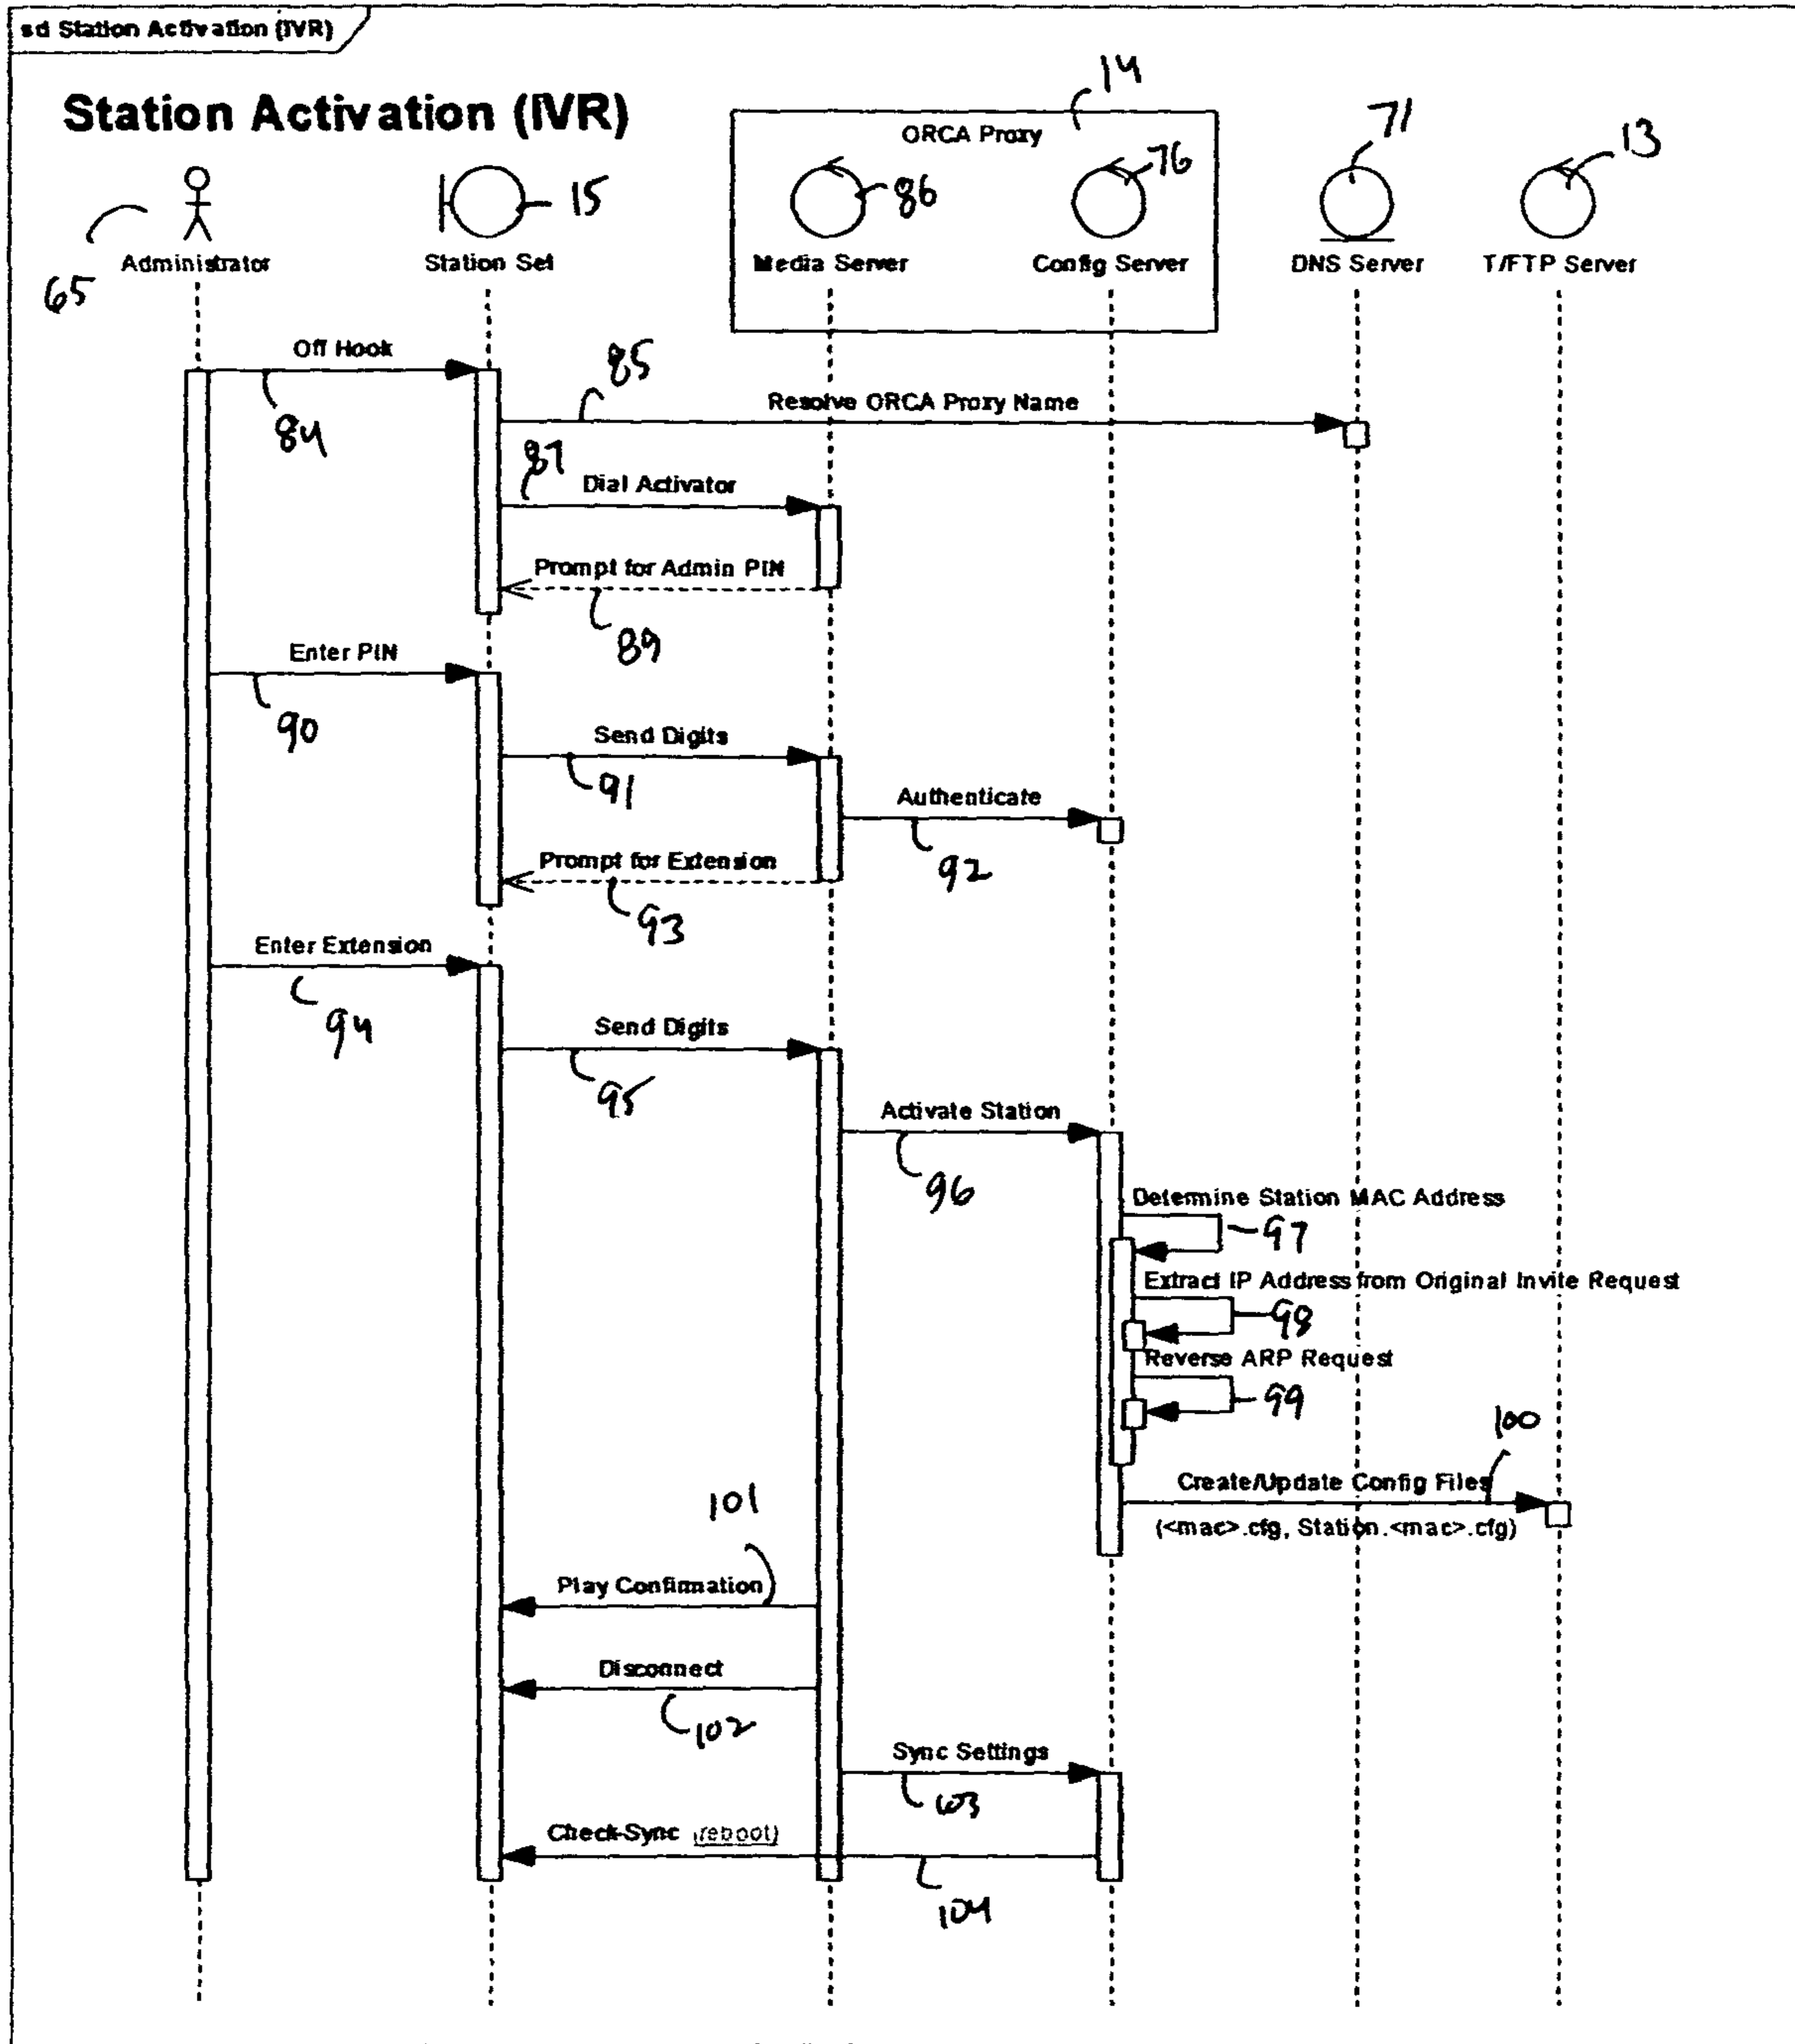 sd Station Activation (IVR)
Station Activation (IVR)
14
ORCA Proxy
71
13
76
15
86
65
Administrator
Station Set
Media Server
Config Server
DNS Server
T/FTP Server
Off Hook
84
85
Resolve ORCA Proxy Name
87
Dial Activator
Prompt for Admin PIN
89
Enter PIN
90
Send Digits
91
Authenticate
92
Prompt for Extension
93
Enter Extension
94
Send Digits
95
Activate Station
96
Determine Station MAC Address
97
Extract IP Address from Original Invite Request
98
Reverse ARP Request
99
100
Create/Update Config Files
(<mac>.cfg, Station.<mac>.cfg)
101
Play Confirmation
Disconnect
102
Sync Settings
103
Check-Sync (reboot)
104